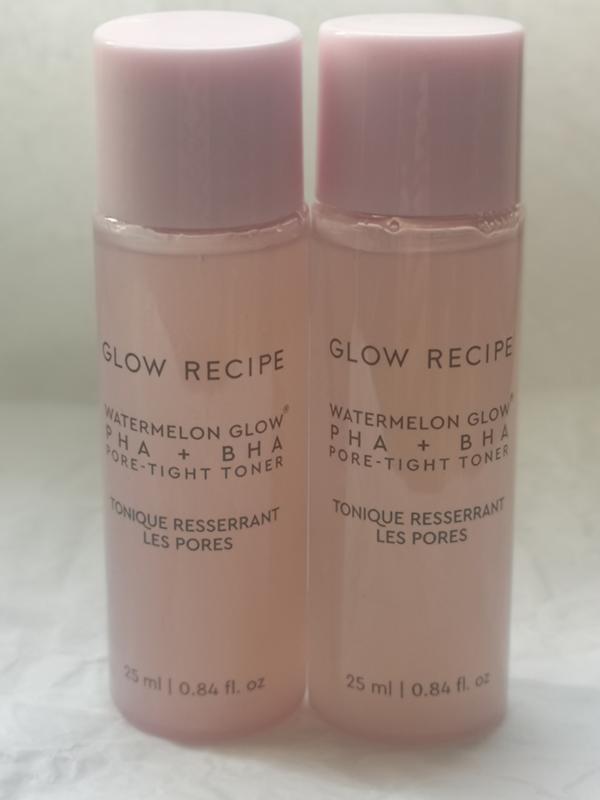 GLOW RECIPE
WATERMELON GLOW®
PHA + BHA
PORE-TIGHT TONER
TONIQUE RESSERRANT
LES PORES
25 ml | 0.84 fl. oz
GLOW RECIPE
WATERMELON GLOW®
PHA + BHA
PORE-TIGHT TONER
TONIQUE RESSERRANT
LES PORES
25 ml | 0.84 fl. oz